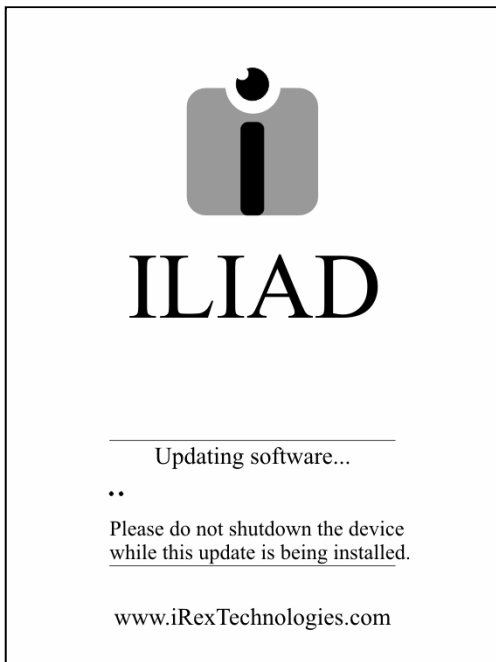 ILIAD
Updating software...
Please do not shutdown the device
while this update is being installed.
www.iRexTechnologies.com